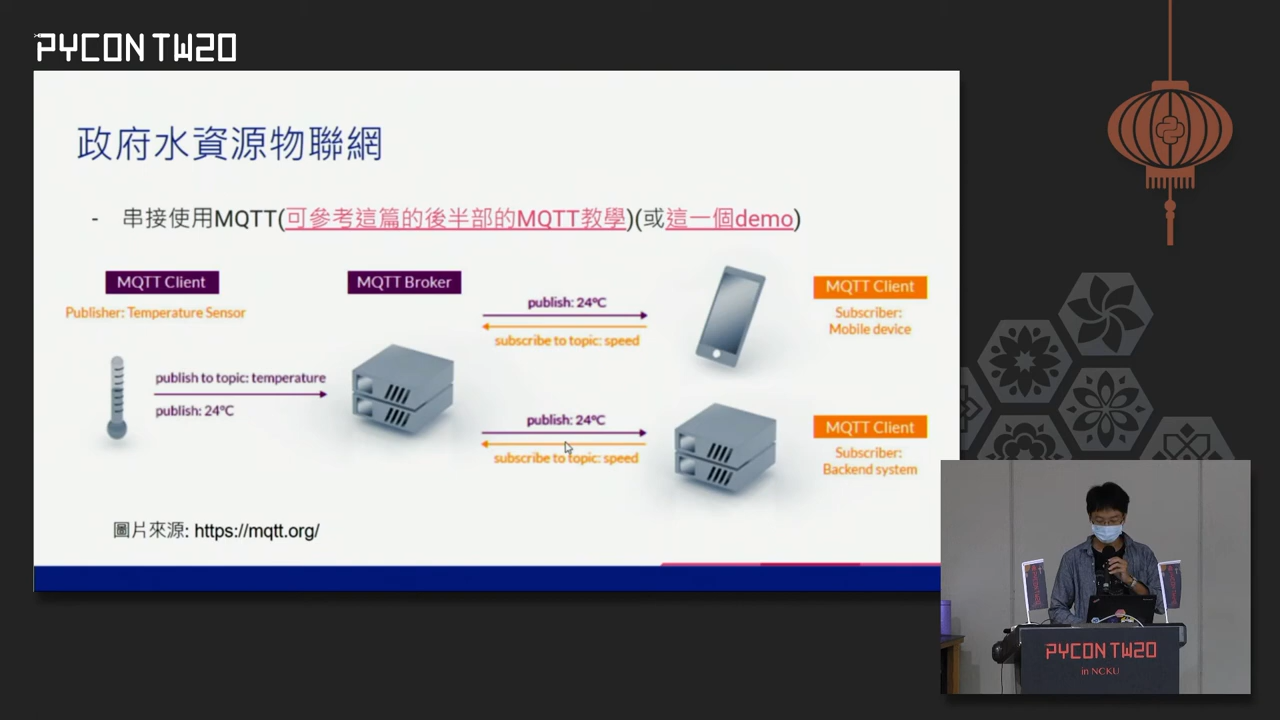 PYCON TW20
政府水資源物聯網
- 串接使用MQTT(可參考這篇的後半部的MQTT教學)(或這一個demo)
MQTT Client
Publisher: Temperature Sensor
publish to topic: temperature
publish: 24ºC
MQTT Broker
publish: 24ºC
subscribe to topic: speed
MQTT Client
Subscriber:
Mobile device
publish: 24ºC
subscribe to topic: speed
MQTT Client
Subscriber:
Backend system
圖片來源: https://mqtt.org/
PYCON TW20
in NCKU